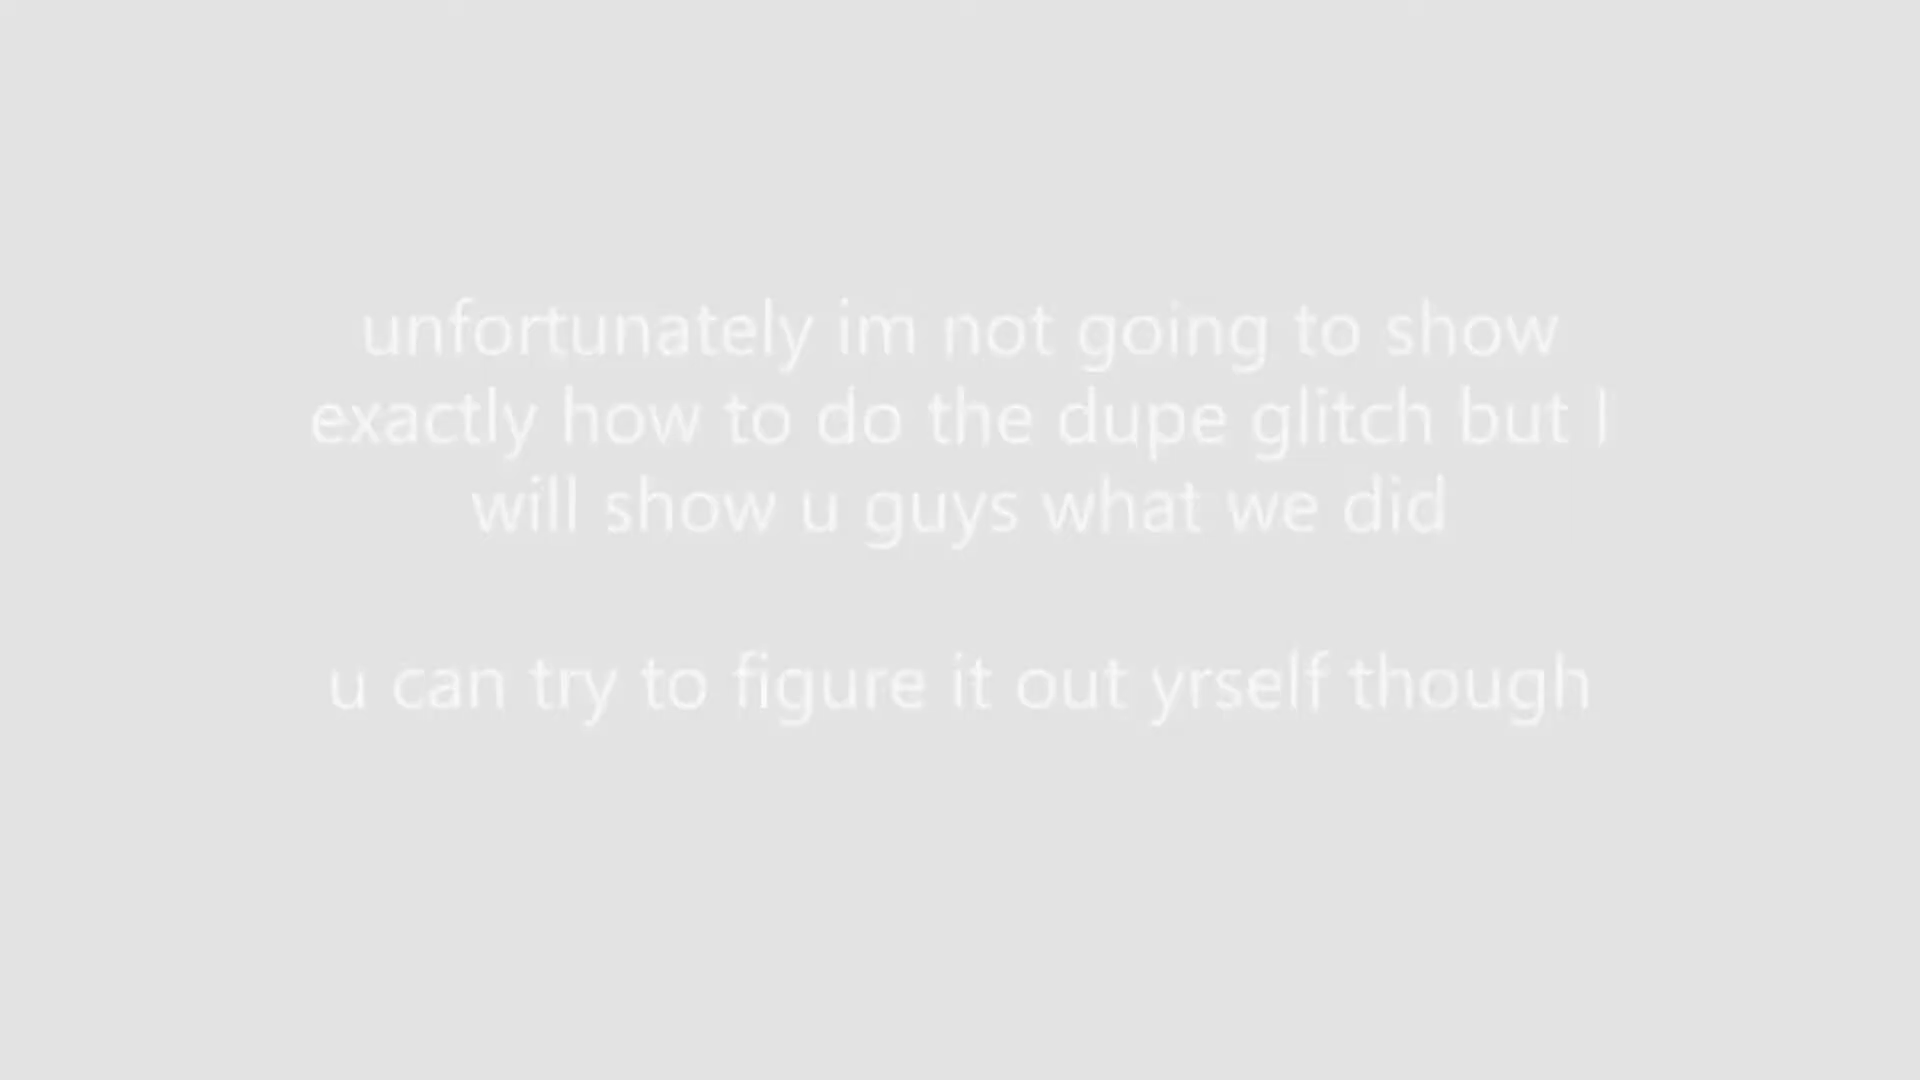 unfortunately im not going to show
exactly how to do the dupe glitch but I
will show u guys what we did
u can try to figure it out yrself though